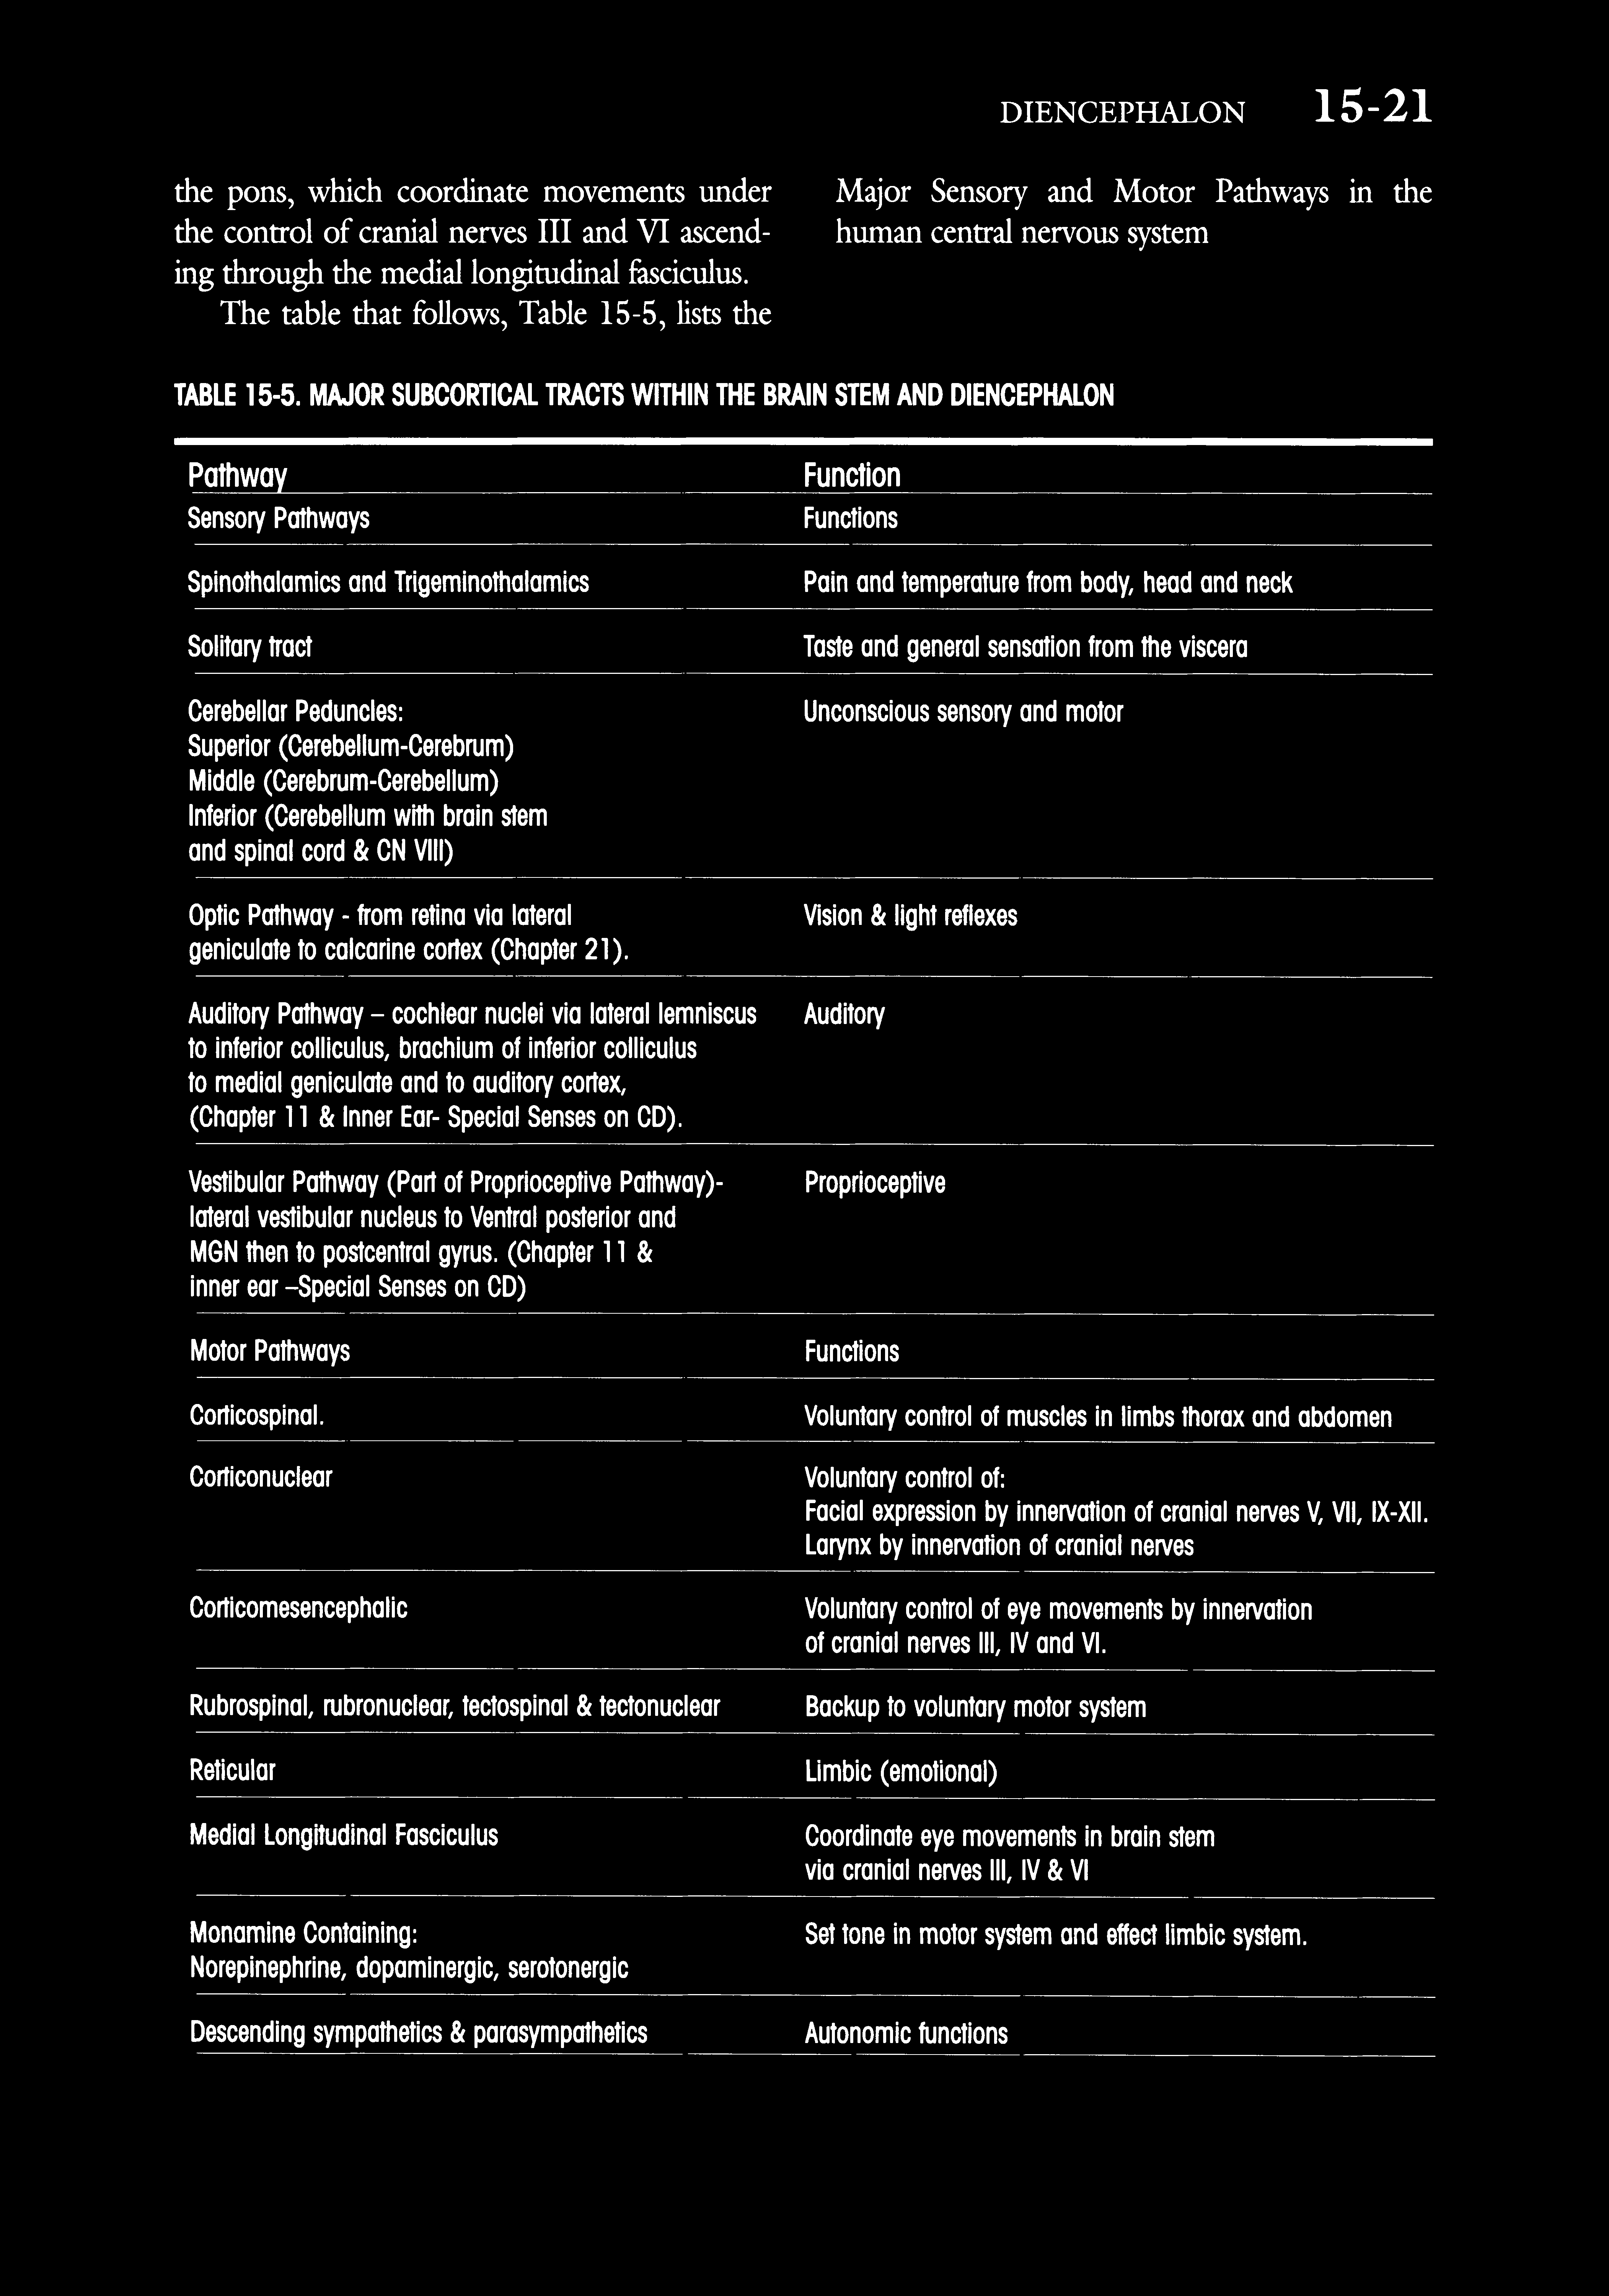 DIENCEPHALON 15-21
the pons, which coordinate movements under
the control of cranial nerves III and VI ascend-
ing through the medial longitudinal fasciculus.
The table that follows, Table 15-5, lists the
Major Sensory and Motor Pathways in the
human central nervous system
TABLE 15-5. MAJOR SUBCORTICAL TRACTS WITHIN THE BRAIN STEM AND DIENCEPHALON
Pathway Function
Sensory Pathways Functions
Spinothalamics and Trigeminothalamics Pain and temperature from body, head and neck
Solitary tract Taste and general sensation from the viscera
Cerebellar Peduncles: Unconscious sensory and motor
Superior (Cerebellum-Cerebrum)
Middle (Cerebrum-Cerebellum)
Inferior (Cerebellum with brain stem
and spinal cord & CN VIII)
Optic Pathway - from retina via lateral Vision & light reflexes
geniculate to calcarine cortex (Chapter 21).
Auditory Pathway – cochlear nuclei via lateral lemniscus Auditory
to inferior colliculus, brachium of inferior colliculus
to medial geniculate and to auditory cortex,
(Chapter 11 & Inner Ear- Special Senses on CD).
Vestibular Pathway (Part of Proprioceptive Pathway)- Proprioceptive
lateral vestibular nucleus to Ventral posterior and
MGN then to postcentral gyrus. (Chapter 11 &
inner ear –Special Senses on CD)
Motor Pathways Functions
Corticospinal. Voluntary control of muscles in limbs thorax and abdomen
Corticonuclear Voluntary control of:
Facial expression by innervation of cranial nerves V, VII, IX-XII.
Larynx by innervation of cranial nerves
Corticomesencephalic Voluntary control of eye movements by innervation
of cranial nerves III, IV and VI.
Rubrospinal, rubronuclear, tectospinal & tectonuclear Backup to voluntary motor system
Reticular Limbic (emotional)
Medial Longitudinal Fasciculus Coordinate eye movements in brain stem
via cranial nerves III, IV & VI
Monamine Containing: Set tone in motor system and effect limbic system.
Norepinephrine, dopaminergic, serotonergic
Descending sympathetics & parasympathetics Autonomic functions